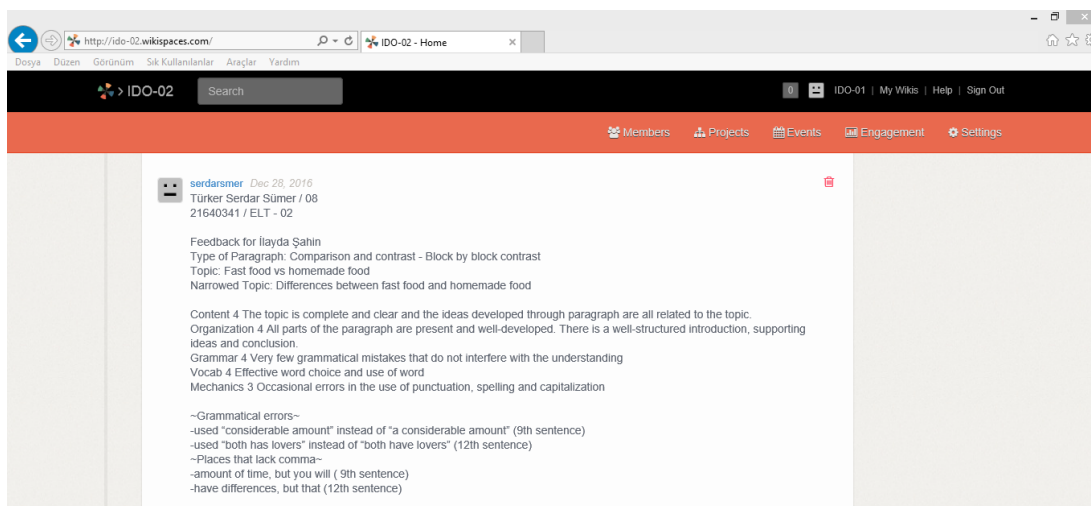 http://ido-02.wikispaces.com/
IDO-02 - Home
Dosya Düzen Görünüm Sık Kullanılanlar Araçlar Yardım
> IDO-02 Search 0 IDO-01 | My Wikis | Help | Sign Out
Members Projects Events Engagement Settings
serdarsmer Dec 28, 2016
Türker Serdar Sümer / 08
21640341 / ELT - 02
Feedback for İlayda Şahin
Type of Paragraph: Comparison and contrast - Block by block contrast
Topic: Fast food vs homemade food
Narrowed Topic: Differences between fast food and homemade food
Content 4 The topic is complete and clear and the ideas developed through paragraph are all related to the topic.
Organization 4 All parts of the paragraph are present and well-developed. There is a well-structured introduction, supporting
ideas and conclusion.
Grammar 4 Very few grammatical mistakes that do not interfere with the understanding
Vocab 4 Effective word choice and use of word
Mechanics 3 Occasional errors in the use of punctuation, spelling and capitalization
~Grammatical errors~
-used “considerable amount” instead of “a considerable amount” (9th sentence)
-used “both has lovers” instead of “both have lovers” (12th sentence)
~Places that lack comma~
-amount of time, but you will ( 9th sentence)
-have differences, but that (12th sentence)